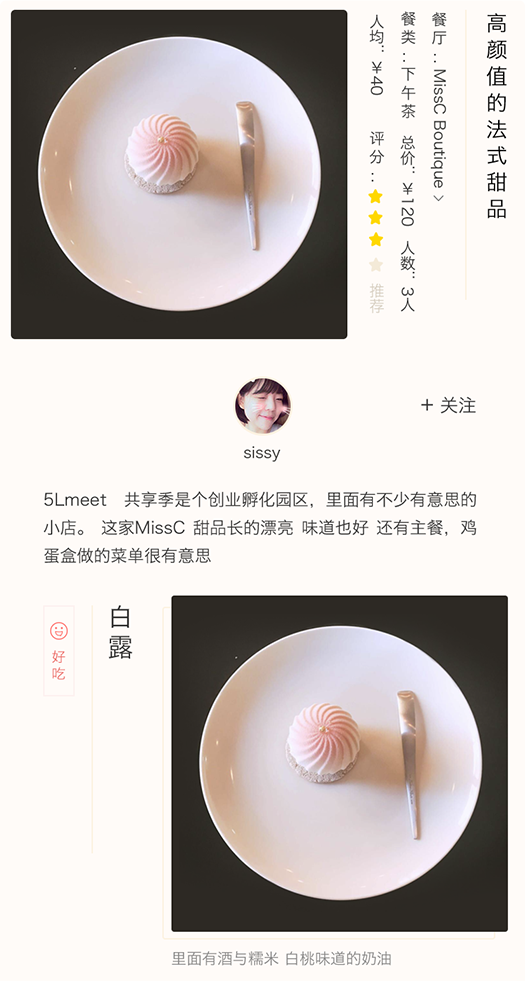 高颜值的法式甜品
餐厅：MissC Boutique >
餐类：下午茶 总价：￥120 人数：3人
人均：￥40 评分：推荐
+ 关注
sissy
5Lmeet 共享季是个创业孵化园区，里面有不少有意思的
小店。 这家MissC 甜品长的漂亮 味道也好 还有主餐，鸡
蛋盒做的菜单很有意思
白露
好吃
里面有酒与糯米 白桃味道的奶油